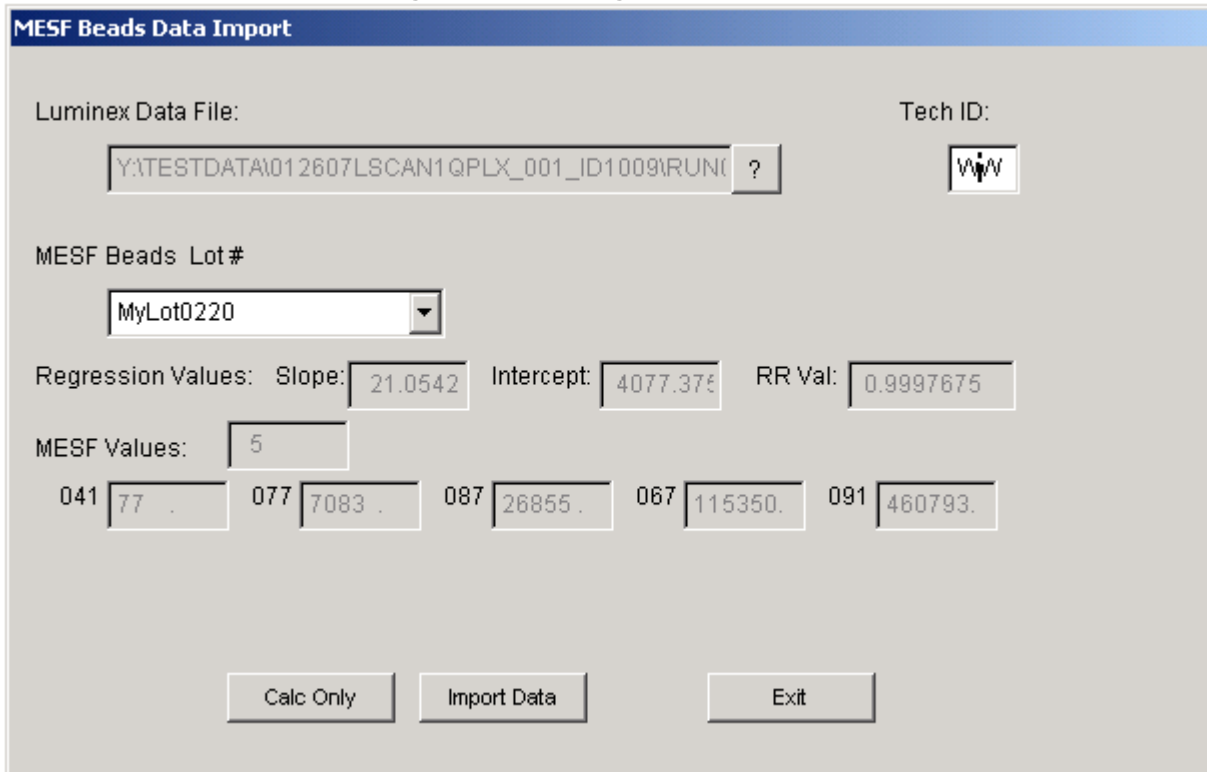 MESF Beads Data Import
Luminex Data File: Tech ID:
Y:\TESTDATA\012607LSCAN1QPLX_001_ID1009\RUN( ?
MESF Beads Lot #
MyLot0220
Regression Values: Slope: 21.0542 Intercept: 4077.375 RR Val: 0.9997675
MESF Values: 5
041 77 . 077 7083 . 087 26855 . 067 115350. 091 460793.
Calc Only Import Data Exit